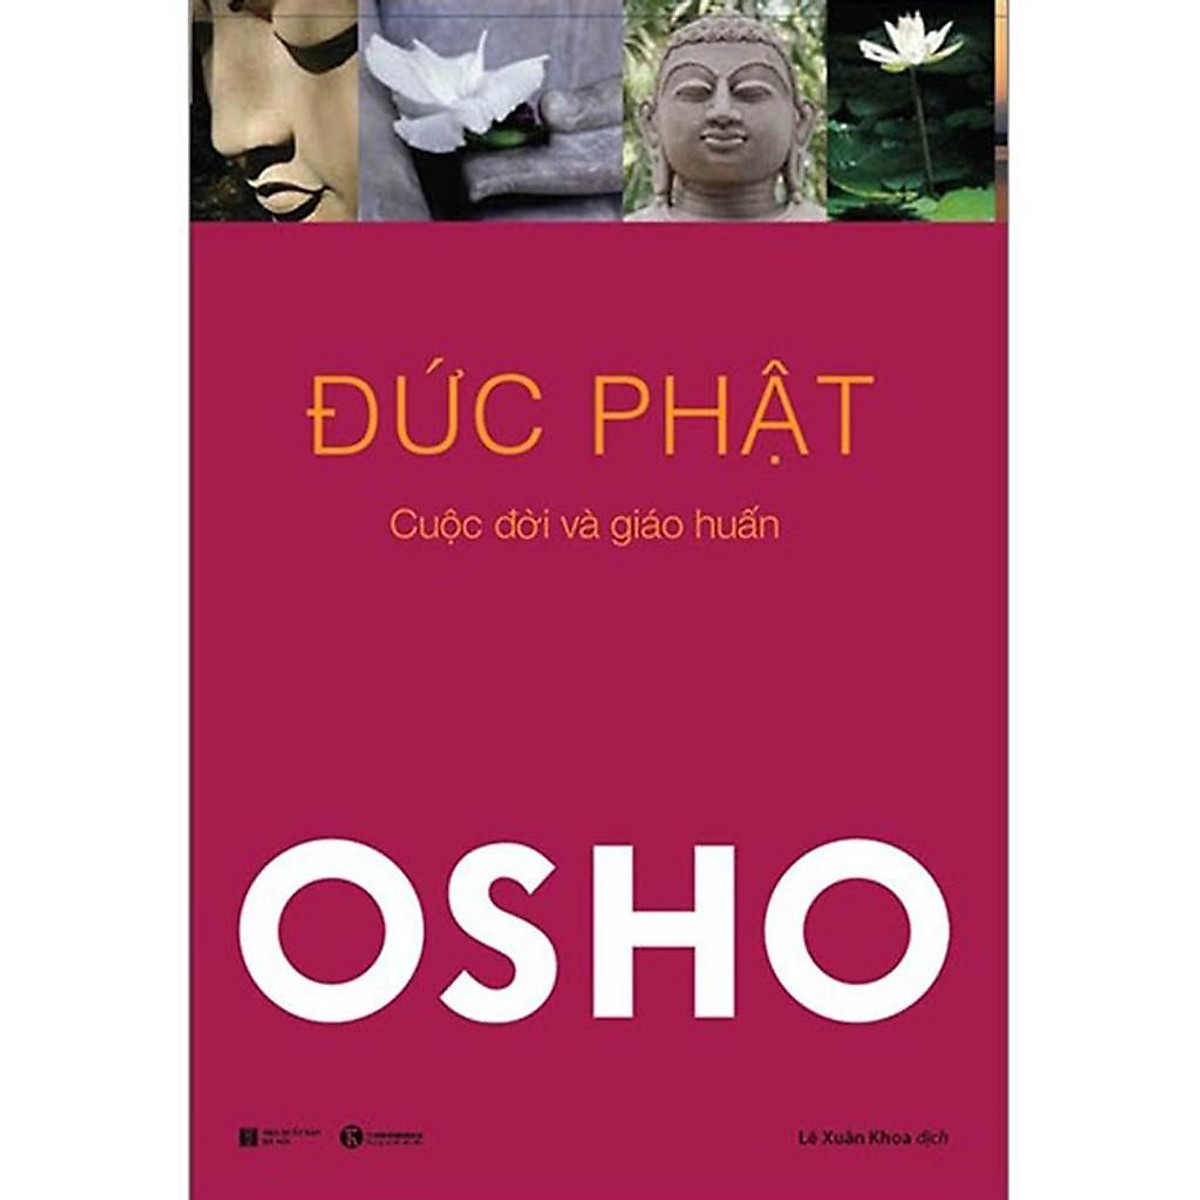 ĐỨC PHẬT
Cuộc đời và giáo huấn
OSHO
Lê Xuân Khoa dịch